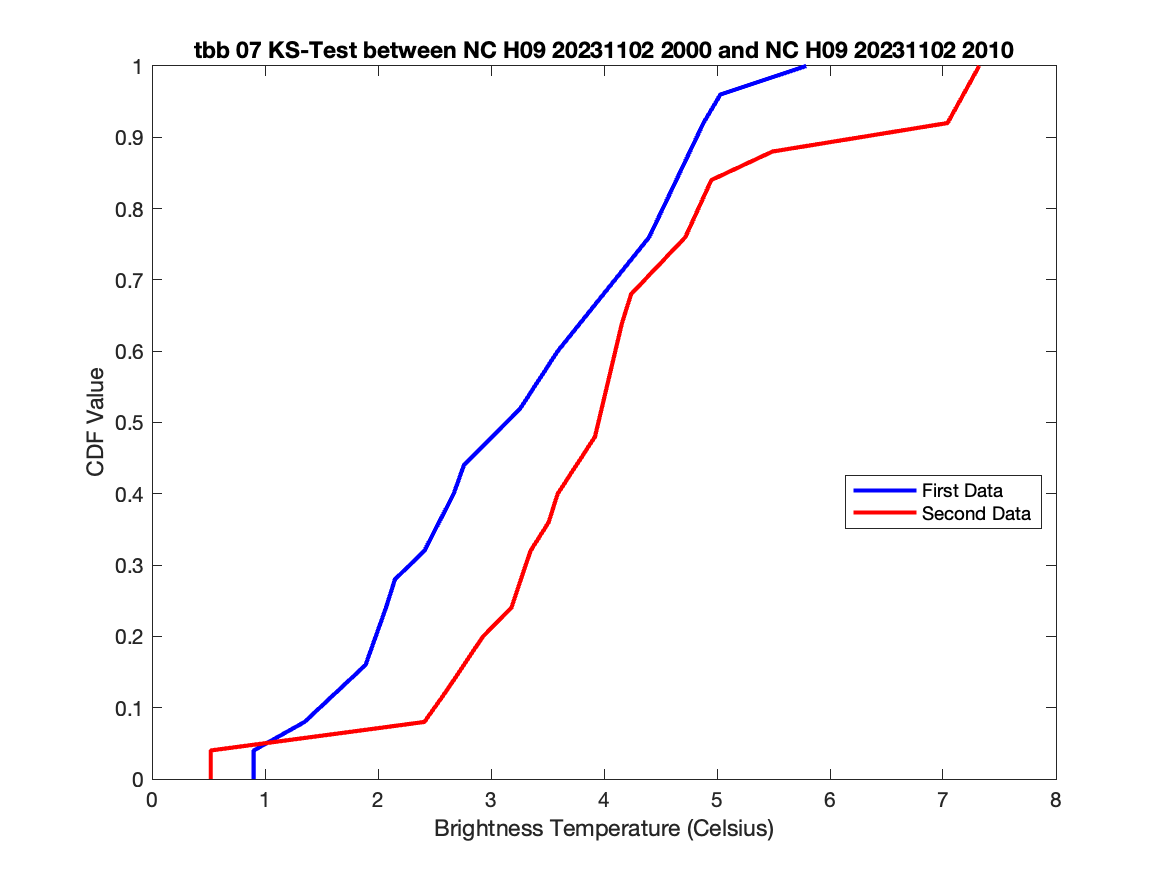 tbb 07 KS-Test between NC H09 20231102 2000 and NC H09 20231102 2010
1
0.9
0.8
0.7
0.6
0.5
0.4
0.3
0.2
0.1
0
CDF Value
First Data
Second Data
0 1 2 3 4 5 6 7 8
Brightness Temperature (Celsius)